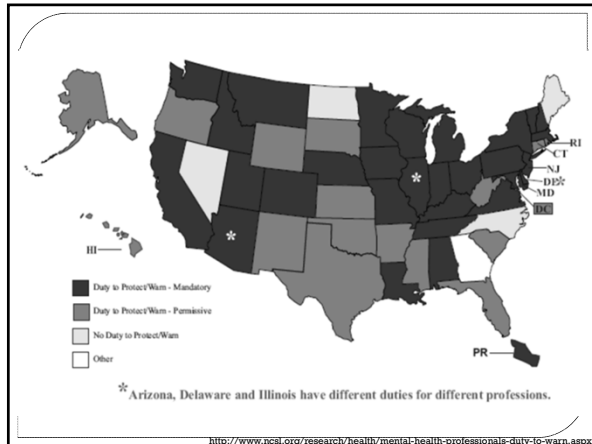 RI
CT
NJ
DE*
MD
DC
*
*
HI
Duty to Protect/Warn - Mandatory
Duty to Protect/Warn - Permissive
No Duty to Protect/Warn
Other
PR
*Arizona, Delaware and Illinois have different duties for different professions.
http://www.ncsl.org/research/health/mental-health-professionals-duty-to-warn.aspx